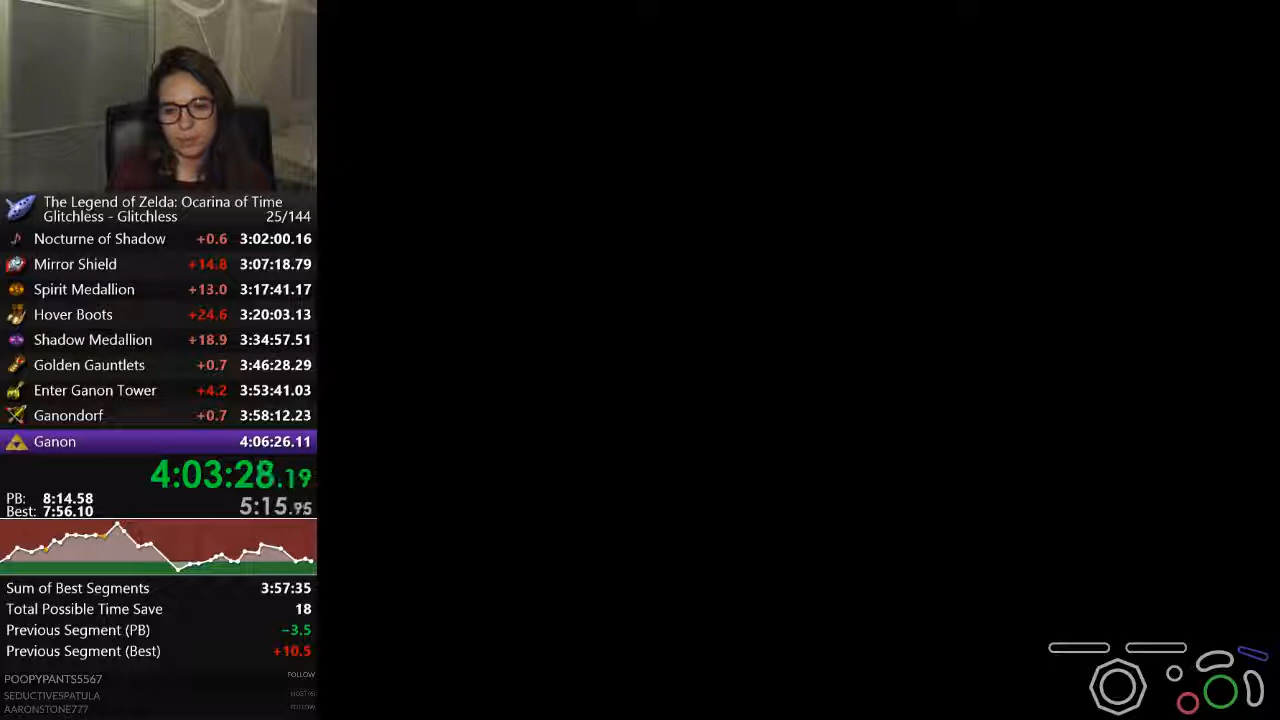 The Legend of Zelda: Ocarina of Time
Glitchless - Glitchless 25/144
Nocturne of Shadow +0.6 3:02:00.16
Mirror Shield +14.8 3:07:18.79
Spirit Medallion +13.0 3:17:41.17
Hover Boots +24.6 3:20:03.13
Shadow Medallion +18.9 3:34:57.51
Golden Gauntlets +0.7 3:46:28.29
Enter Ganon Tower +4.2 3:53:41.03
Ganondorf +0.7 3:58:12.23
Ganon 4:06:26.11
4:03:28.19
PB: 8:14.58
Best: 7:56.10 5:15.95
Sum of Best Segments 3:57:35
Total Possible Time Save 18
Previous Segment (PB) −3.5
Previous Segment (Best) +10.5
POOPYPANTS5567 FOLLOW
SEDUCTIVESPATULA
AARONSTONE777 FOLLOW